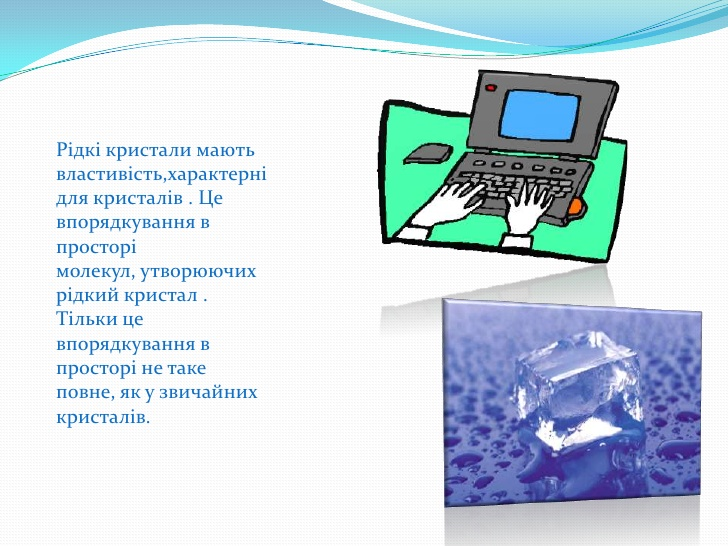 Рідкі кристали мають
властивість,характерні
для кристалів . Це
впорядкування в
просторі
молекул, утворюючих
рідкий кристал .
Тільки це
впорядкування в
просторі не таке
повне, як у звичайних
кристалів.